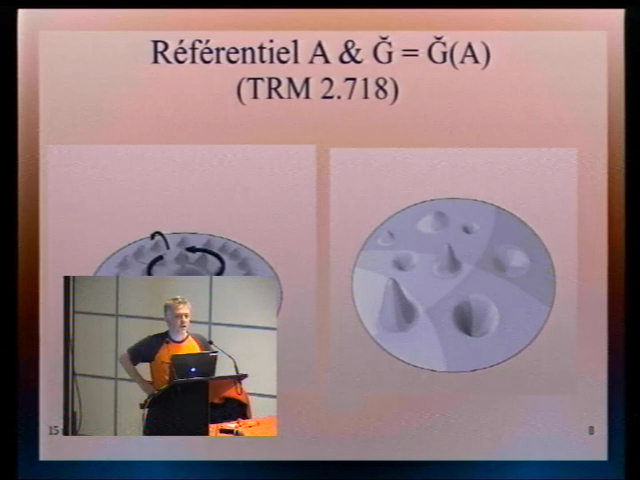 Référentiel A & Ğ = Ğ(A)
(TRM 2.718)
15
8